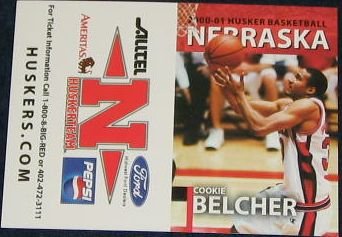 For Ticket Information Call 1-800-8-BIG-RED or 402-472-3111
HUSKERS.COM
AMERITAS
ALLTEL
N
HUSKERTEAM
PEPSI
Ford
2000-01 HUSKER BASKETBALL
NEBRASKA
COOKIE
BELCHER